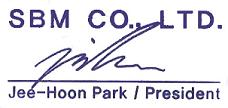 SBM CO., LTD.
Jee-Hoon Park / President